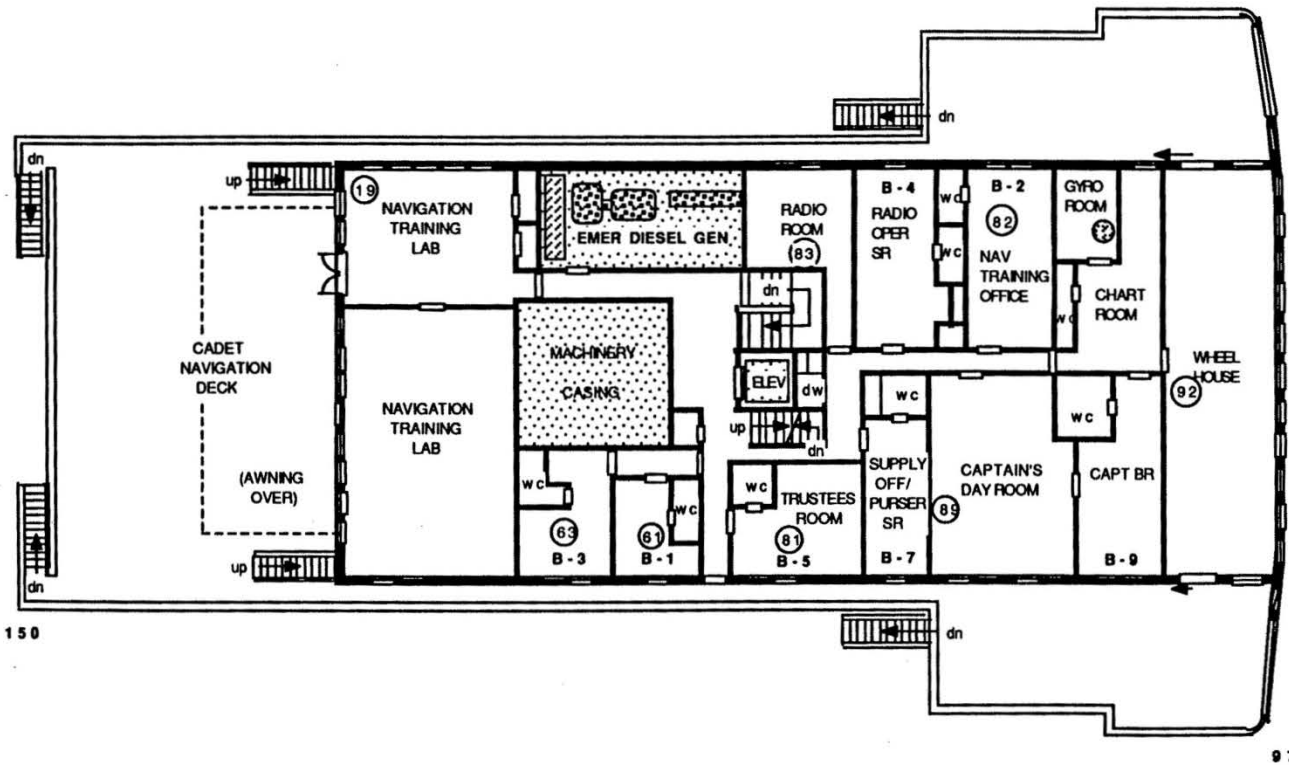 dn
dn
up
19
NAVIGATION
TRAINING
LAB
EMER DIESEL GEN
RADIO
ROOM
83
B - 4
RADIO
OPER
SR
wc
wc
B - 2
82
NAV
TRAINING
OFFICE
GYRO
ROOM
wc
CHART
ROOM
dn
CADET
NAVIGATION
DECK
(AWNING
OVER)
NAVIGATION
TRAINING
LAB
MACHINERY
CASING
ELEV
dw
up
dn
WHEEL
HOUSE
92
wc
wc
SUPPLY
OFF/
PURSER
SR
B - 7
CAPTAIN'S
DAY ROOM
89
CAPT BR
B - 9
wc
63
B - 3
wc
61
B - 1
wc
TRUSTEES
ROOM
81
B - 5
up
dn
dn
150